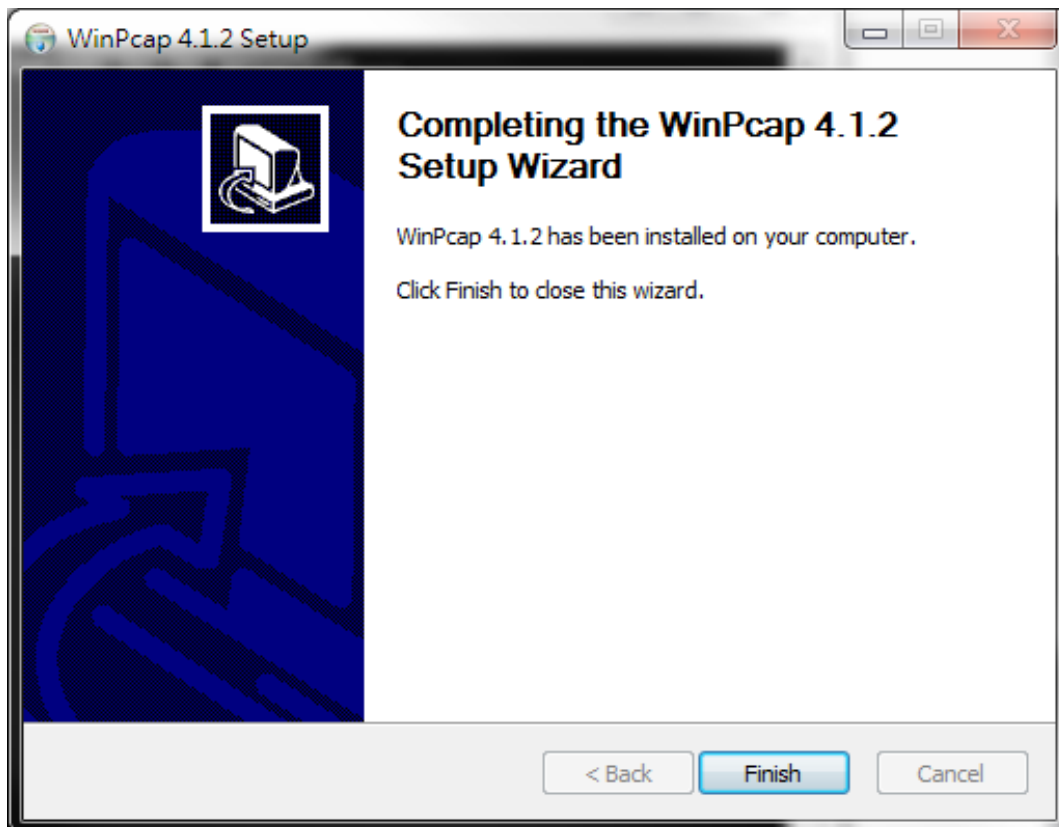 WinPcap 4.1.2 Setup
Completing the WinPcap 4.1.2
Setup Wizard
WinPcap 4.1.2 has been installed on your computer.
Click Finish to close this wizard.
< Back Finish Cancel